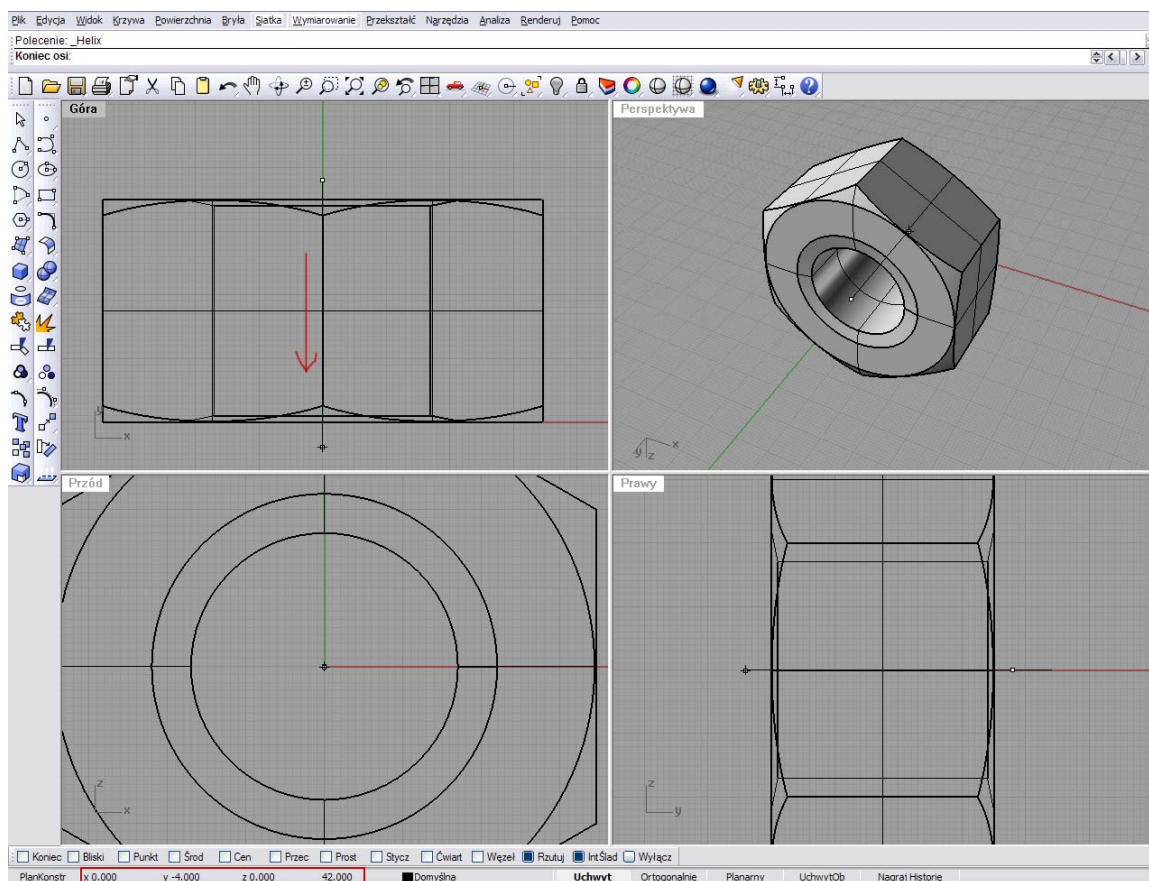 Plik Edycja Widok Krzywa Powierzchnia Bryła Siatka Wymiarowanie Przekształć Narzędzia Analiza Renderuj Pomoc
Polecenie: _Helix
Koniec osi:
Góra
Perspektywa
y x
y z x
Przód
Prawy
z x
z y
Koniec Bliski Punkt Środ Cen Przec Prost Stycz Ćwiart Węzeł Rzutuj IntŚlad Wyłącz
PlanKonstr x 0.000 y -4.000 z 0.000 42.000 Domyślna Uchwyt Ortogonalnie Planarny UchwytOb Nagraj Historię